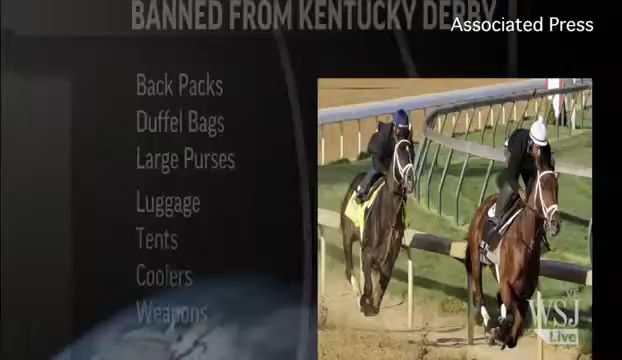 BANNED FROM KENTUCKY DERBY
Associated Press
Back Packs
Duffel Bags
Large Purses
Luggage
Tents
Coolers
Weapons
WSJ
Live